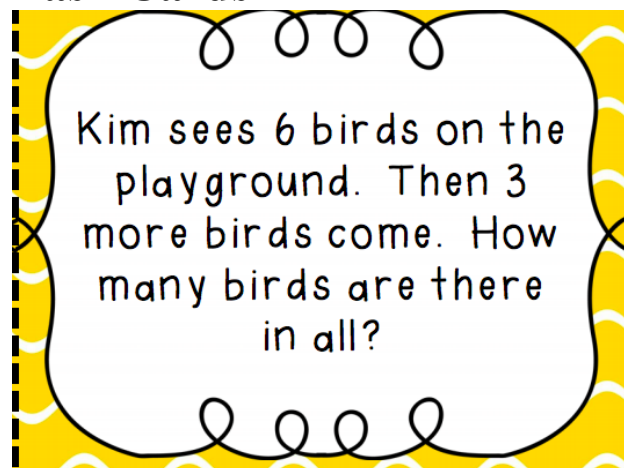 Kim sees 6 birds on the
playground. Then 3
more birds come. How
many birds are there
in all?